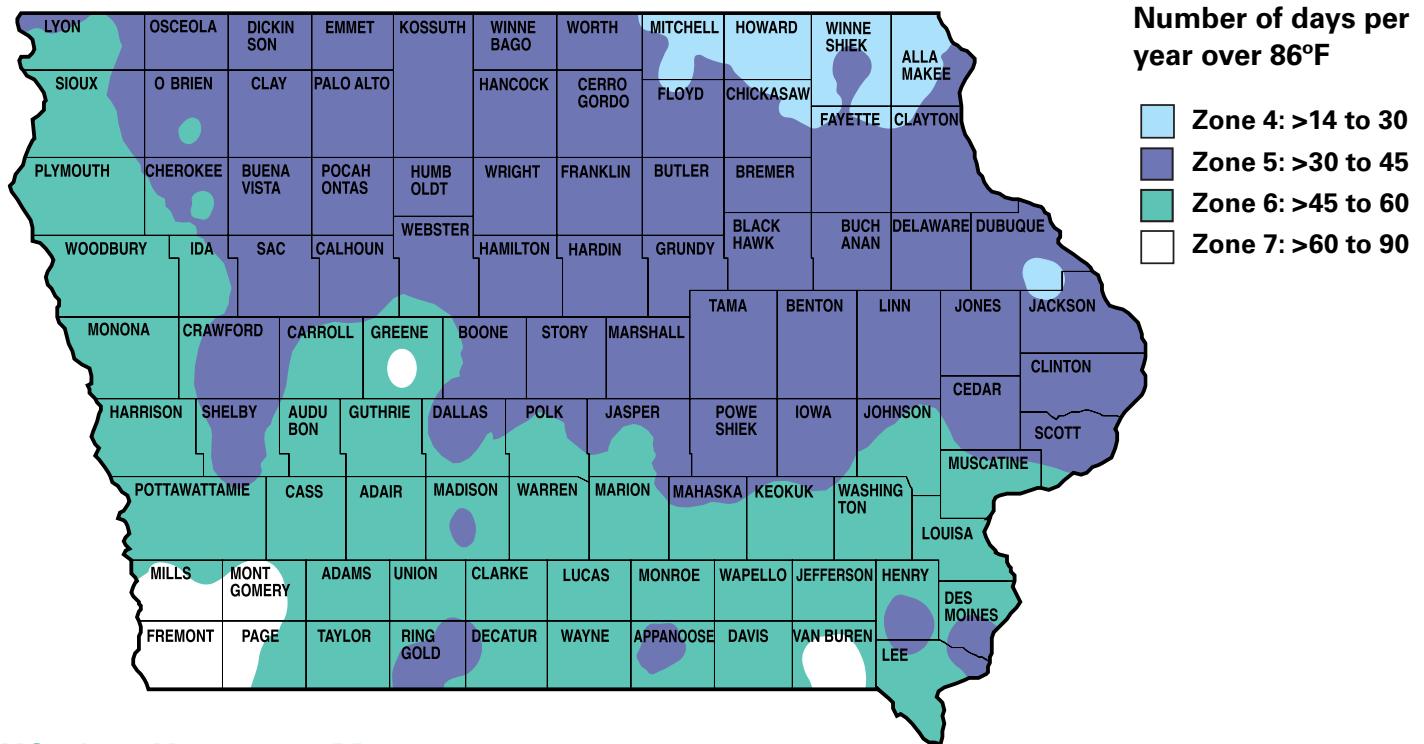 Number of days per
year over 86ºF
Zone 4: >14 to 30
Zone 5: >30 to 45
Zone 6: >45 to 60
Zone 7: >60 to 90
LYON
OSCEOLA
DICKIN
SON
EMMET
KOSSUTH
WINNE
BAGO
WORTH
MITCHELL
HOWARD
WINNE
SHIEK
ALLA
MAKEE
SIOUX
O BRIEN
CLAY
PALO ALTO
HANCOCK
CERRO
GORDO
FLOYD
CHICKASAW
FAYETTE
CLAYTON
PLYMOUTH
CHEROKEE
BUENA
VISTA
POCAH
ONTAS
HUMB
OLDT
WRIGHT
FRANKLIN
BUTLER
BREMER
WOODBURY
IDA
SAC
CALHOUN
WEBSTER
HAMILTON
HARDIN
GRUNDY
BLACK
HAWK
BUCH
ANAN
DELAWARE
DUBUQUE
MONONA
CRAWFORD
CARROLL
GREENE
BOONE
STORY
MARSHALL
TAMA
BENTON
LINN
JONES
JACKSON
CLINTON
CEDAR
HARRISON
SHELBY
AUDU
BON
GUTHRIE
DALLAS
POLK
JASPER
POWE
SHIEK
IOWA
JOHNSON
SCOTT
MUSCATINE
POTTAWATTAMIE
CASS
ADAIR
MADISON
WARREN
MARION
MAHASKA
KEOKUK
WASHING
TON
LOUISA
MILLS
MONT
GOMERY
ADAMS
UNION
CLARKE
LUCAS
MONROE
WAPELLO
JEFFERSON
HENRY
DES
MOINES
FREMONT
PAGE
TAYLOR
RING
GOLD
DECATUR
WAYNE
APPANOOSE
DAVIS
VAN BUREN
LEE